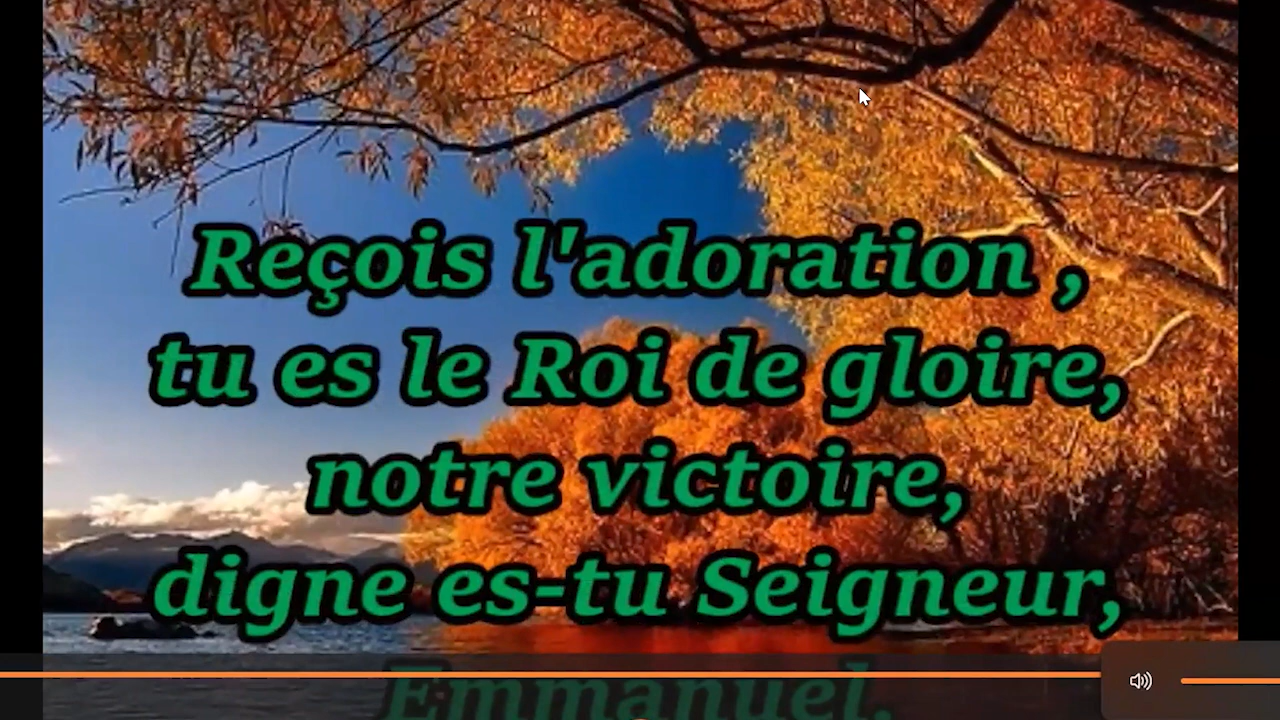 Reçois l'adoration ,
tu es le Roi de gloire,
notre victoire,
digne es-tu Seigneur,
Emmanuel.